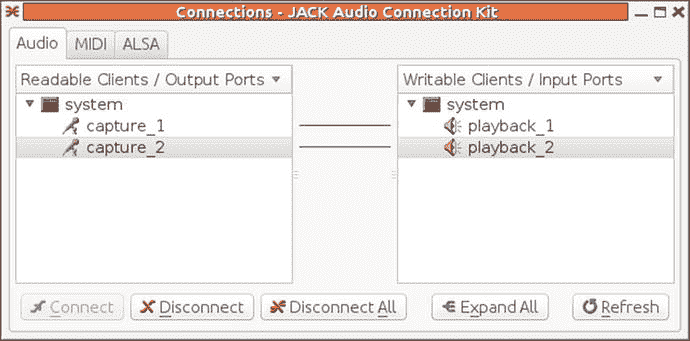 Connections - JACK Audio Connection Kit
Audio MIDI ALSA
Readable Clients / Output Ports Writable Clients / Input Ports
system system
capture_1 playback_1
capture_2 playback_2
Connect Disconnect Disconnect All Expand All Refresh